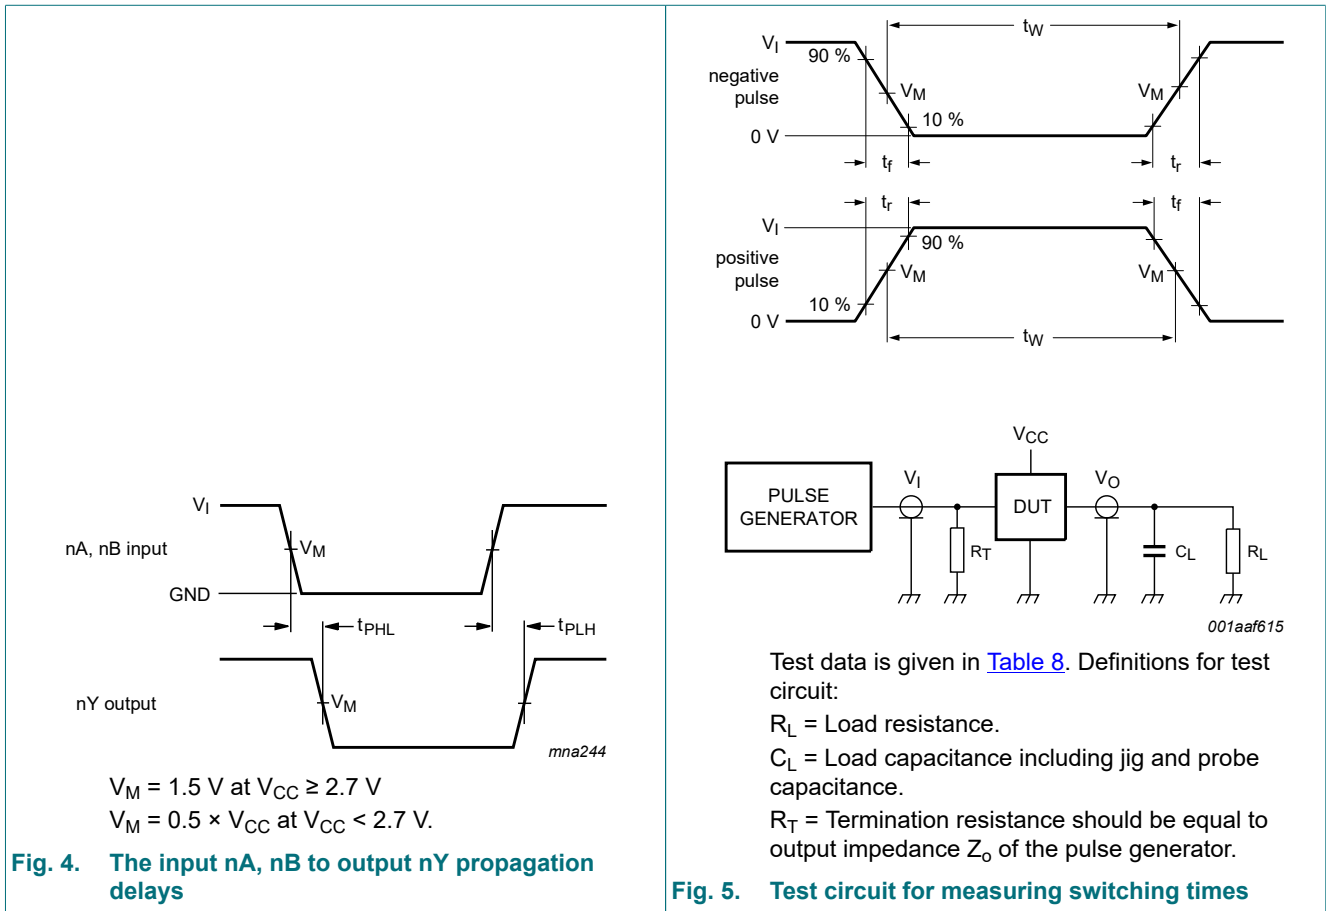 VI
nA, nB input
VM
GND
tPHL
tPLH
nY output
VM
mna244
VM = 1.5 V at VCC ≥ 2.7 V
VM = 0.5 × VCC at VCC < 2.7 V.
Fig. 4. The input nA, nB to output nY propagation
delays
tW
VI
90 %
negative
pulse
VM
VM
10 %
0 V
tf
tr
tr
tf
VI
90 %
positive
pulse
VM
VM
10 %
0 V
tW
VCC
PULSE
GENERATOR
VI
DUT
VO
RT
CL
RL
001aaf615
Test data is given in Table 8. Definitions for test
circuit:
RL = Load resistance.
CL = Load capacitance including jig and probe
capacitance.
RT = Termination resistance should be equal to
output impedance Zo of the pulse generator.
Fig. 5. Test circuit for measuring switching times